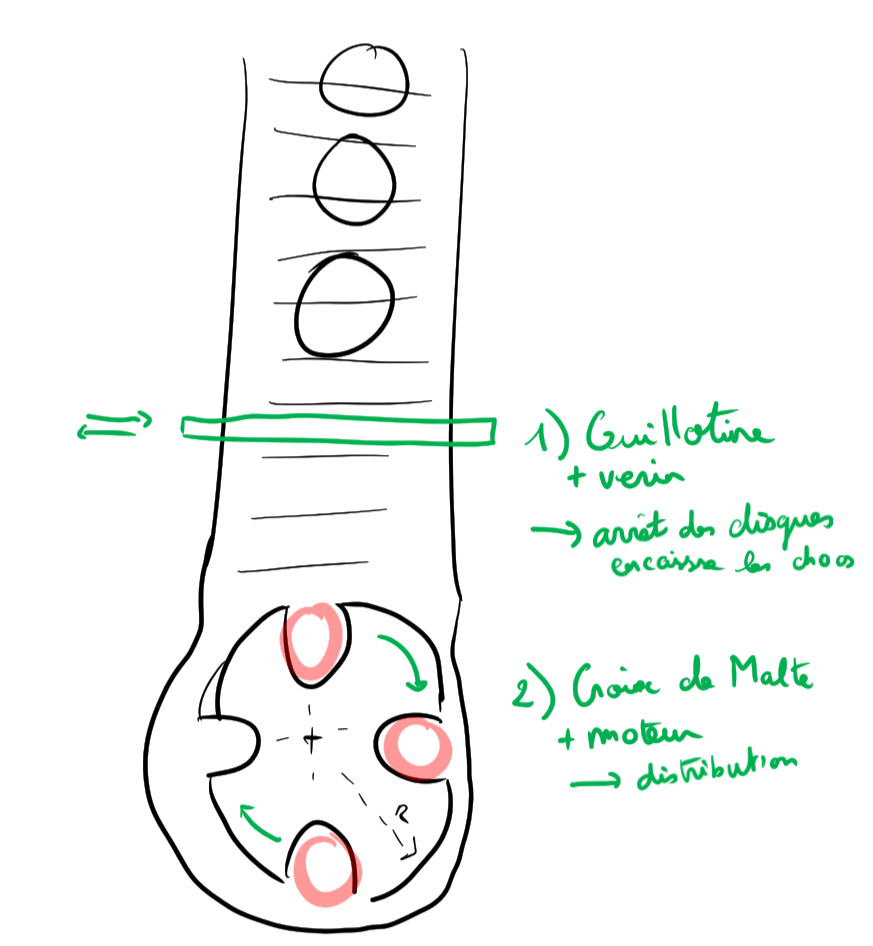 1) Guillotine
+ verin
→ arrêt des disques
encaisse les chocs
2) Croix de Malte
+ moteur
→ distribution
R